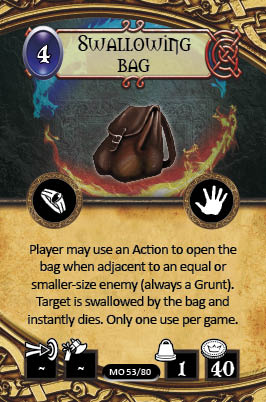 4
SWALLOWING
BAG
Player may use an Action to open the
bag when adjacent to an equal or
smaller-size enemy (always a Grunt).
Target is swallowed by the bag and
instantly dies. Only one use per game.
~ ~ MO 53/80 1 40